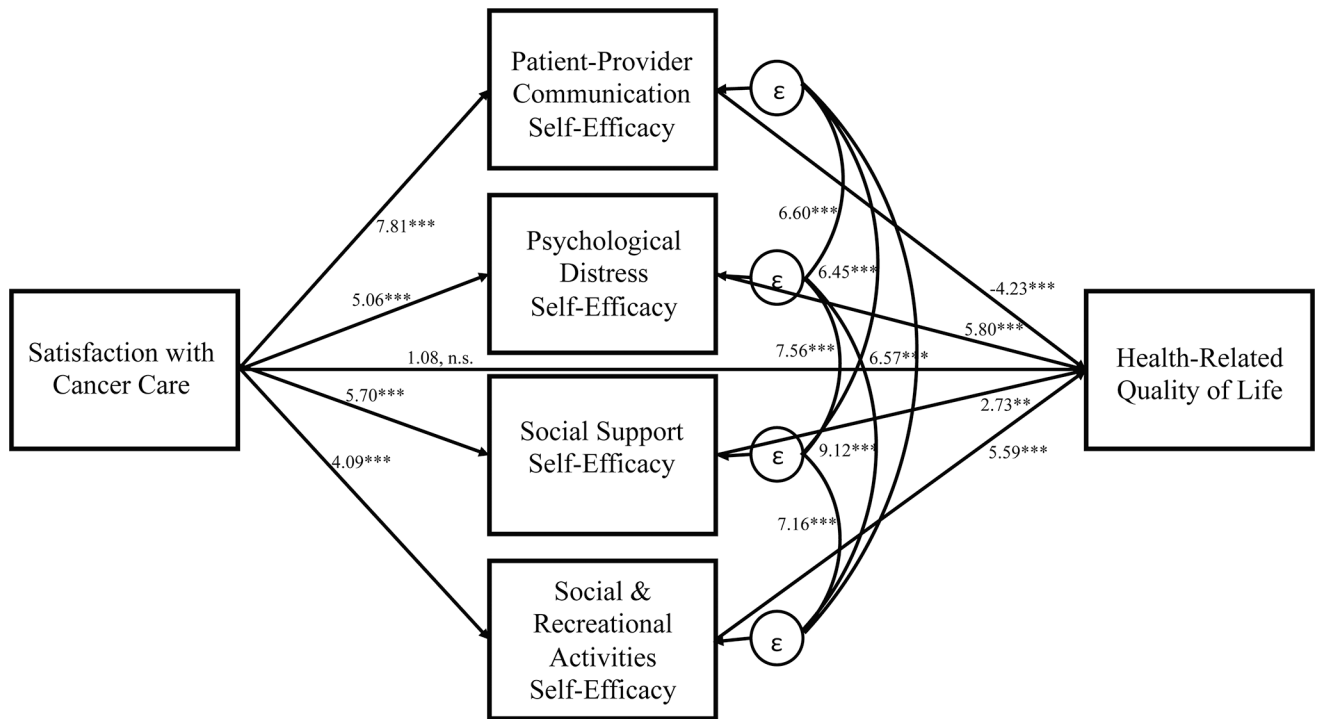 Patient-Provider
Communication
Self-Efficacy
ε
7.81***
6.60***
Psychological
Distress
Self-Efficacy
ε
6.45***
5.06***
-4.23***
5.80***
Satisfaction with
Cancer Care
1.08, n.s.
7.56***
6.57***
Health-Related
Quality of Life
5.70***
2.73**
Social Support
Self-Efficacy
ε
9.12***
5.59***
4.09***
7.16***
Social &
Recreational
Activities
Self-Efficacy
ε